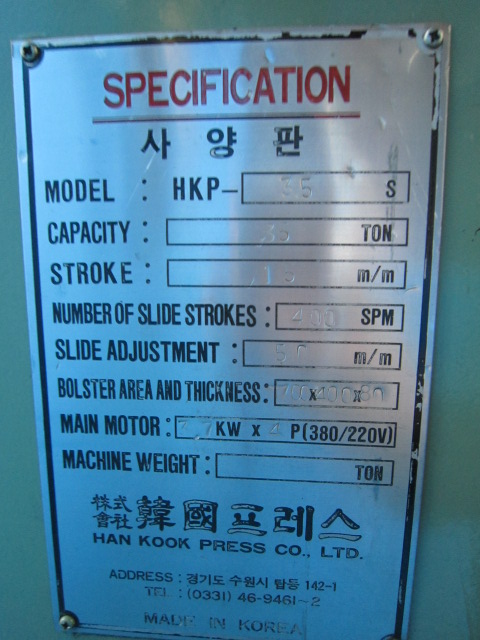 SPECIFICATION
사양판
MODEL : HKP- 35 S
CAPACITY : 35 TON
STROKE : m/m
NUMBER OF SLIDE STROKES : 400 SPM
SLIDE ADJUSTMENT : 50 m/m
BOLSTER AREA AND THICKNESS : 700x400x80
MAIN MOTOR : KW x 4 P(380/220V)
MACHINE WEIGHT : TON
株式會社 韓國프레스
HAN KOOK PRESS CO., LTD.
ADDRESS : 경기도 수원시 탑동 142-1
TEL : (0331) 46-9461~2
MADE IN KOREA